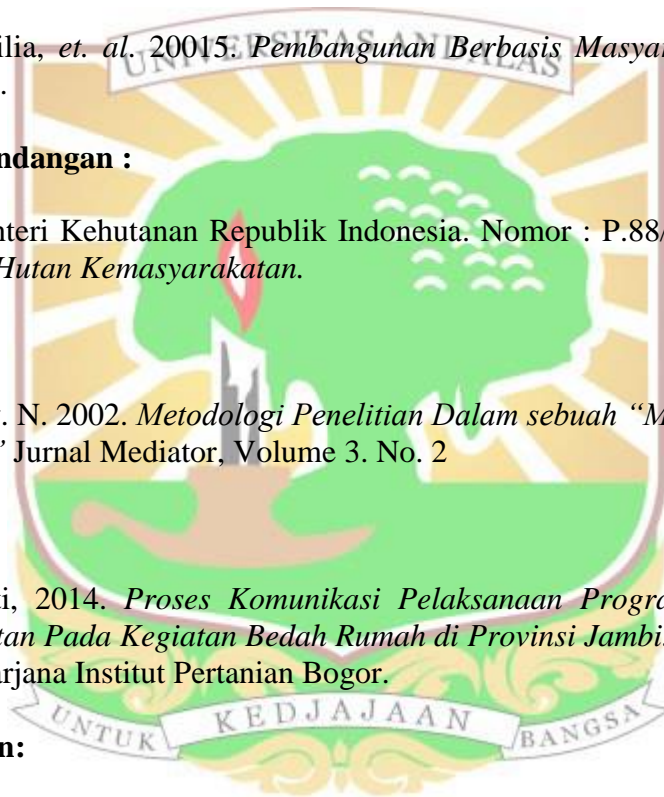 ilia, et. al. 20015. Pembangunan Berbasis Masyar
UNIVERSITAS ANDALAS
.
ndangan :
nteri Kehutanan Republik Indonesia. Nomor : P.88/
Hutan Kemasyarakatan.
. N. 2002. Metodologi Penelitian Dalam sebuah “M
” Jurnal Mediator, Volume 3. No. 2
ti, 2014. Proses Komunikasi Pelaksanaan Progra
tan Pada Kegiatan Bedah Rumah di Provinsi Jambi.
arjana Institut Pertanian Bogor.
UNTUK KEDJAJAAN BANGSA
n: